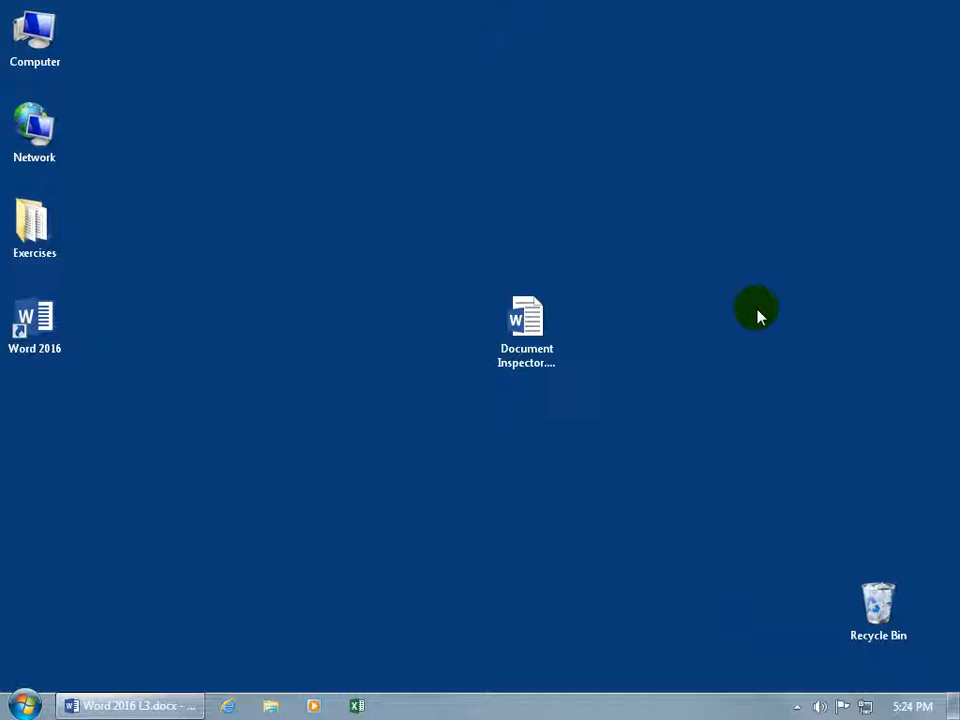 Computer
Network
Exercises
Word 2016
Document
Inspector....
Recycle Bin
Word 2016 L3.docx - ...
5:24 PM